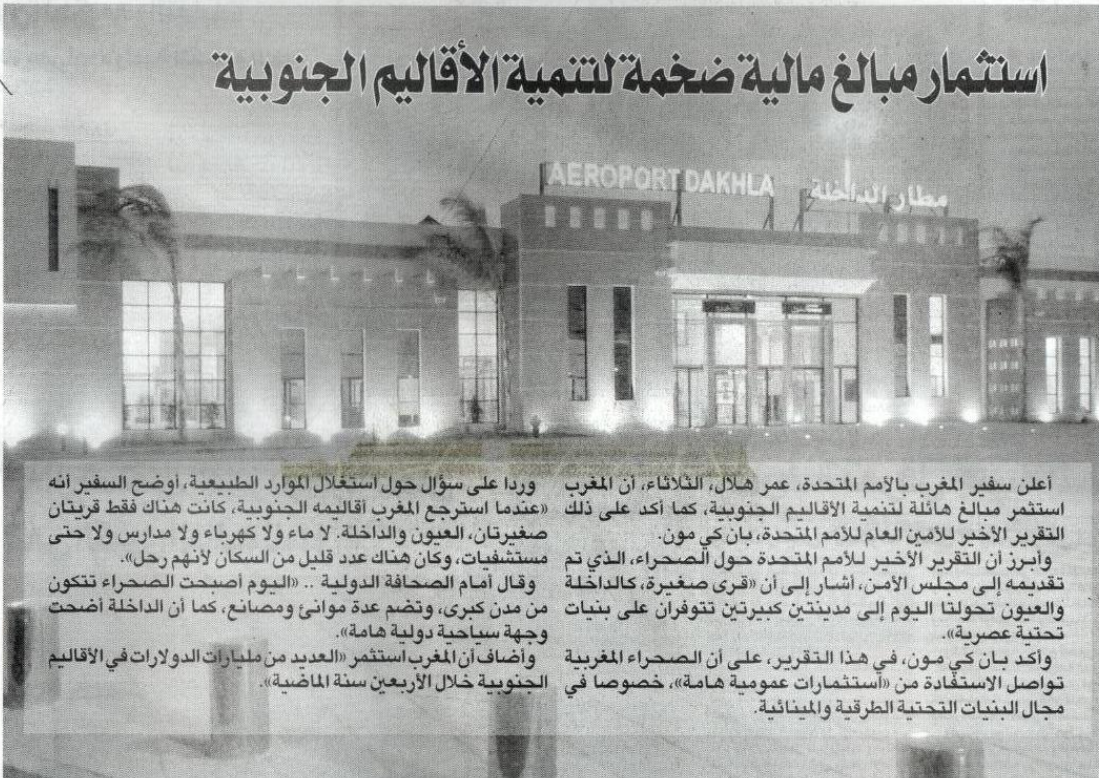 استثمار مبالغ مالية ضخمة لتنمية الأقاليم الجنوبية
AEROPORT DAKHLA مطار الداخلة
أعلن سفير المغرب بالأمم المتحدة، عمر هلال، الثلاثاء، أن المغرب
استثمر مبالغ هائلة لتنمية الأقاليم الجنوبية، كما أكد على ذلك
التقرير الأخير للأمين العام للأمم المتحدة، بان كي مون.
وأبرز أن التقرير الأخير للأمم المتحدة حول الصحراء، الذي تم
تقديمه إلى مجلس الأمن، أشار إلى أن «قرى صغيرة، كالداخلة
والعيون تحولتا اليوم إلى مدينتين كبيرتين تتوفران على بنيات
تحتية عصرية».
وأكد بان كي مون، في هذا التقرير، على أن الصحراء المغربية
تواصل الاستفادة من «استثمارات عمومية هامة»، خصوصا في
مجال البنيات التحتية الطرقية والمينائية.
وردا على سؤال حول استغلال الموارد الطبيعية، أوضح السفير أنه
«عندما استرجع المغرب أقاليمه الجنوبية، كانت هناك فقط قريتان
صغيرتان، العيون والداخلة. لا ماء ولا كهرباء ولا مدارس ولا حتى
مستشفيات، وكان هناك عدد قليل من السكان لأنهم رحل».
وقال أمام الصحافة الدولية .. «اليوم أصبحت الصحراء تتكون
من مدن كبرى، وتضم عدة موانئ ومصانع، كما أن الداخلة أضحت
وجهة سياحية دولية هامة».
وأضاف أن المغرب استثمر «العديد من مليارات الدولارات في الأقاليم
الجنوبية خلال الأربعين سنة الماضية».